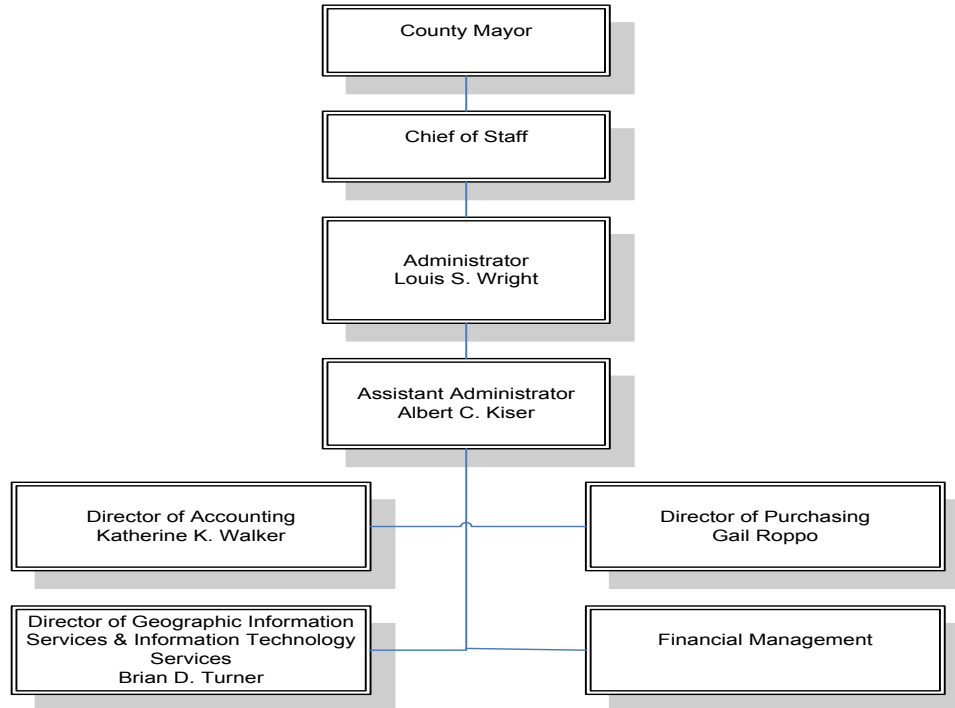 County Mayor
Chief of Staff
Administrator
Louis S. Wright
Assistant Administrator
Albert C. Kiser
Director of Accounting
Katherine K. Walker
Director of Purchasing
Gail Roppo
Director of Geographic Information
Services & Information Technology
Services
Brian D. Turner
Financial Management